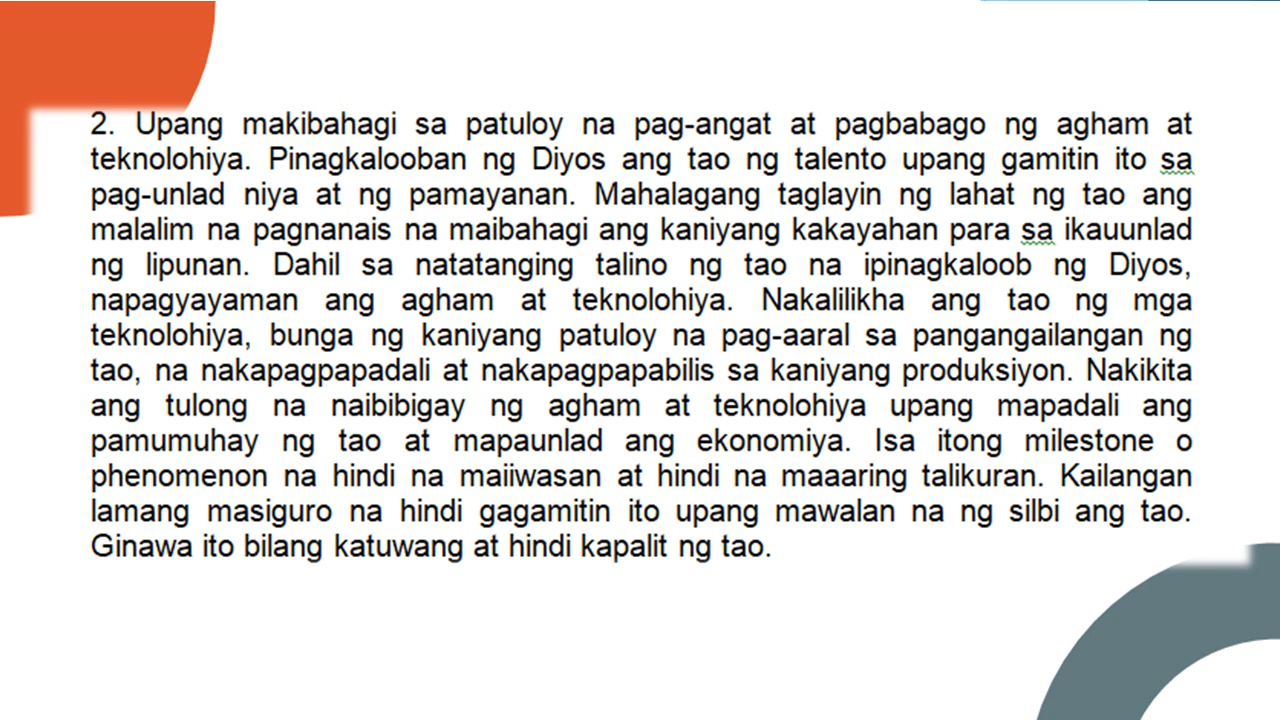 2. Upang makibahagi sa patuloy na pag-angat at pagbabago ng agham at
teknolohiya. Pinagkalooban ng Diyos ang tao ng talento upang gamitin ito sa
pag-unlad niya at ng pamayanan. Mahalagang taglayin ng lahat ng tao ang
malalim na pagnanais na maibahagi ang kaniyang kakayahan para sa ikauunlad
ng lipunan. Dahil sa natatanging talino ng tao na ipinagkaloob ng Diyos,
napagyayaman ang agham at teknolohiya. Nakalilikha ang tao ng mga
teknolohiya, bunga ng kaniyang patuloy na pag-aaral sa pangangailangan ng
tao, na nakapagpapadali at nakapagpapabilis sa kaniyang produksiyon. Nakikita
ang tulong na naibibigay ng agham at teknolohiya upang mapadali ang
pamumuhay ng tao at mapaunlad ang ekonomiya. Isa itong milestone o
phenomenon na hindi na maiiwasan at hindi na maaaring talikuran. Kailangan
lamang masiguro na hindi gagamitin ito upang mawalan na ng silbi ang tao.
Ginawa ito bilang katuwang at hindi kapalit ng tao.